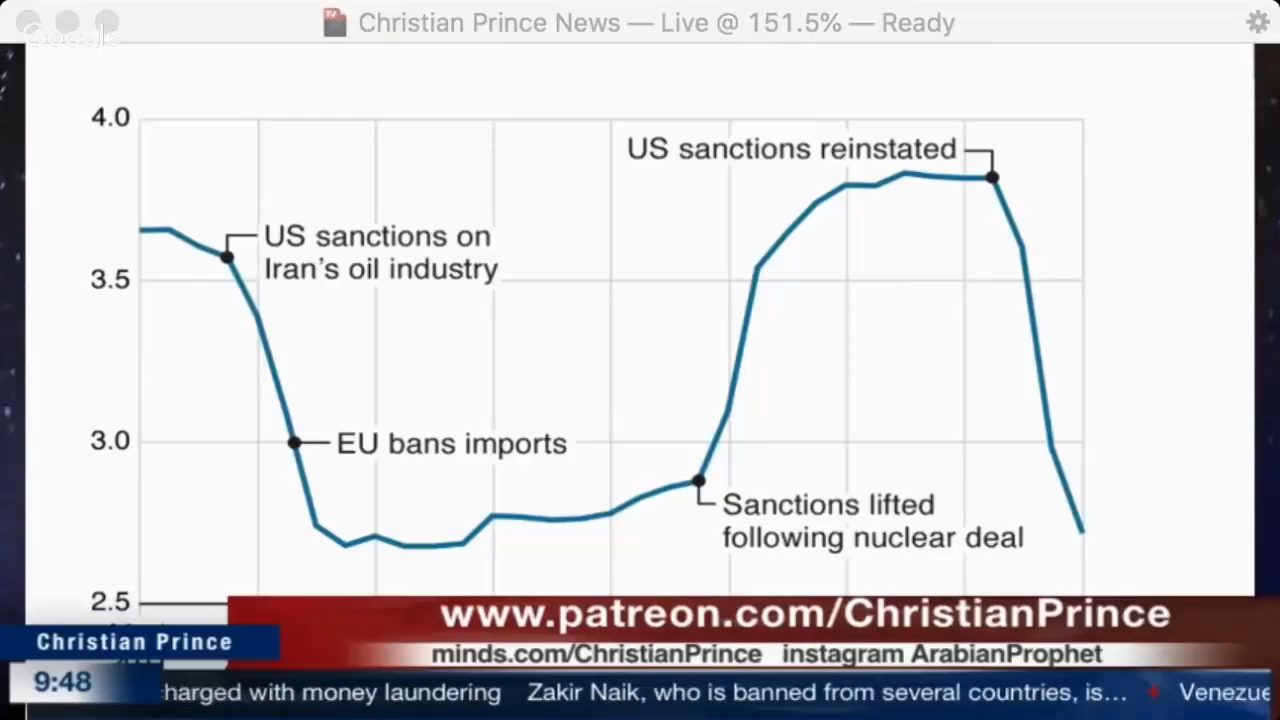 Christian Prince News — Live @ 151.5% — Ready
Google
4.0
US sanctions reinstated
US sanctions on
Iran's oil industry
3.5
3.0
EU bans imports
Sanctions lifted
following nuclear deal
2.5
www.patreon.com/ChristianPrince
Christian Prince
minds.com/ChristianPrince instagram ArabianProphet
9:48
harged with money laundering Zakir Naik, who is banned from several countries, is... Venezue